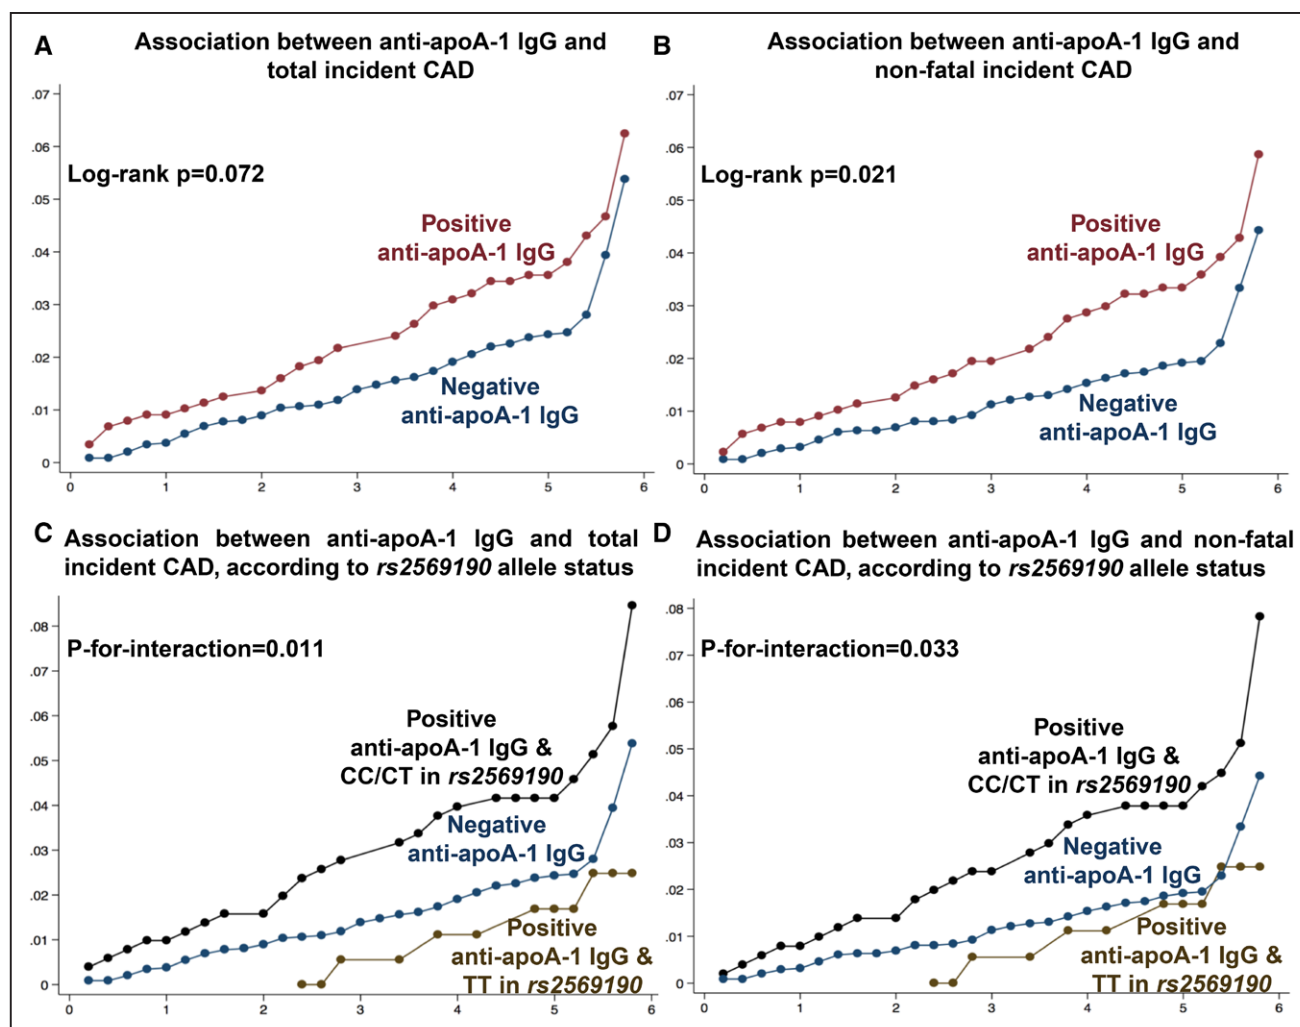 A
Association between anti-apoA-1 IgG and
total incident CAD
.07
.06
.05
.04
.03
.02
.01
0
Log-rank p=0.072
Positive
anti-apoA-1 IgG
Negative
anti-apoA-1 IgG
0 1 2 3 4 5 6
B
Association between anti-apoA-1 IgG and
non-fatal incident CAD
.07
.06
.05
.04
.03
.02
.01
0
Log-rank p=0.021
Positive
anti-apoA-1 IgG
Negative
anti-apoA-1 IgG
0 1 2 3 4 5 6
C
Association between anti-apoA-1 IgG and total
incident CAD, according to rs2569190 allele status
.08
.07
.06
.05
.04
.03
.02
.01
0
P-for-interaction=0.011
Positive
anti-apoA-1 IgG &
CC/CT in rs2569190
Negative
anti-apoA-1 IgG
Positive
anti-apoA-1 IgG &
TT in rs2569190
0 1 2 3 4 5 6
D
Association between anti-apoA-1 IgG and non-fatal
incident CAD, according to rs2569190 allele status
.08
.07
.06
.05
.04
.03
.02
.01
0
P-for-interaction=0.033
Positive
anti-apoA-1 IgG &
CC/CT in rs2569190
Negative
anti-apoA-1 IgG
Positive
anti-apoA-1 IgG &
TT in rs2569190
0 1 2 3 4 5 6